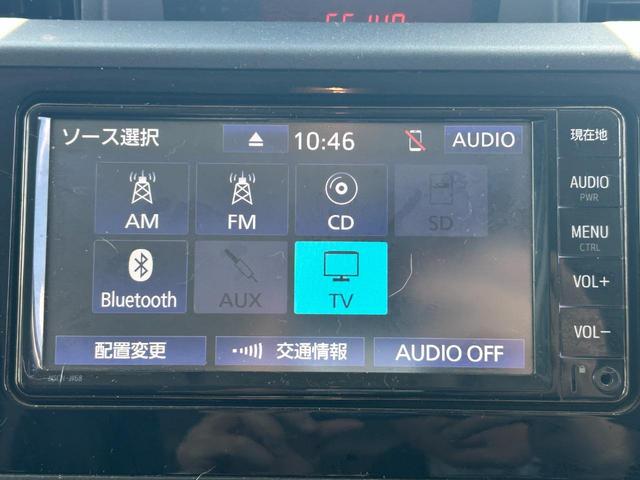 ソース選択 10:46 AUDIO
AM FM CD SD
Bluetooth AUX TV
配置変更 交通情報 AUDIO OFF
現在地
AUDIO
PWR
MENU
CTRL
VOL+
VOL-